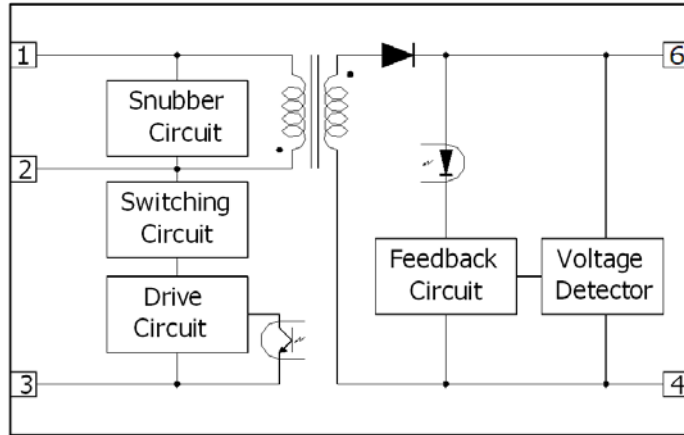 1
6
Snubber
Circuit
2
Switching
Circuit
Feedback
Circuit
Voltage
Detector
Drive
Circuit
3
4